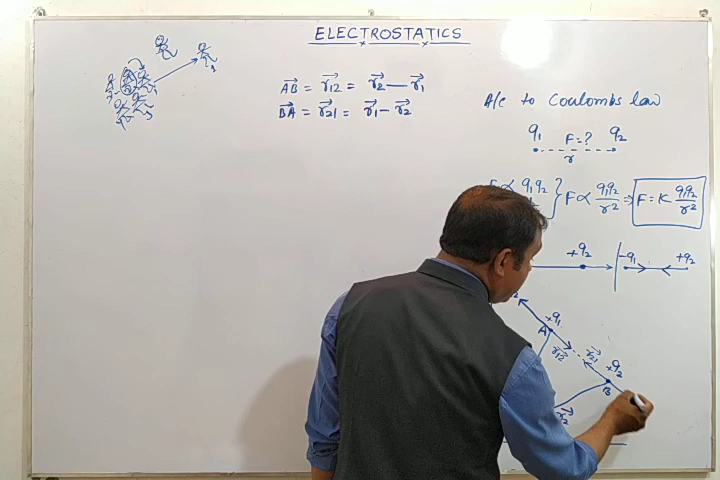 ELECTROSTATICS
AB⃗ = r₁₂⃗ = r₂⃗ — r₁⃗
BA⃗ = r₂₁⃗ = r₁⃗ - r₂⃗
A/c to Coulombs law
q₁ F=? q₂
r
F ∝ q₁q₂ } F ∝ q₁q₂/r² ⇒ F = K q₁q₂/r²
+q₂ -q₁ +q₂
+q₁
A
r₁₂⃗ r₂₁⃗ +q₂
B
r₂⃗